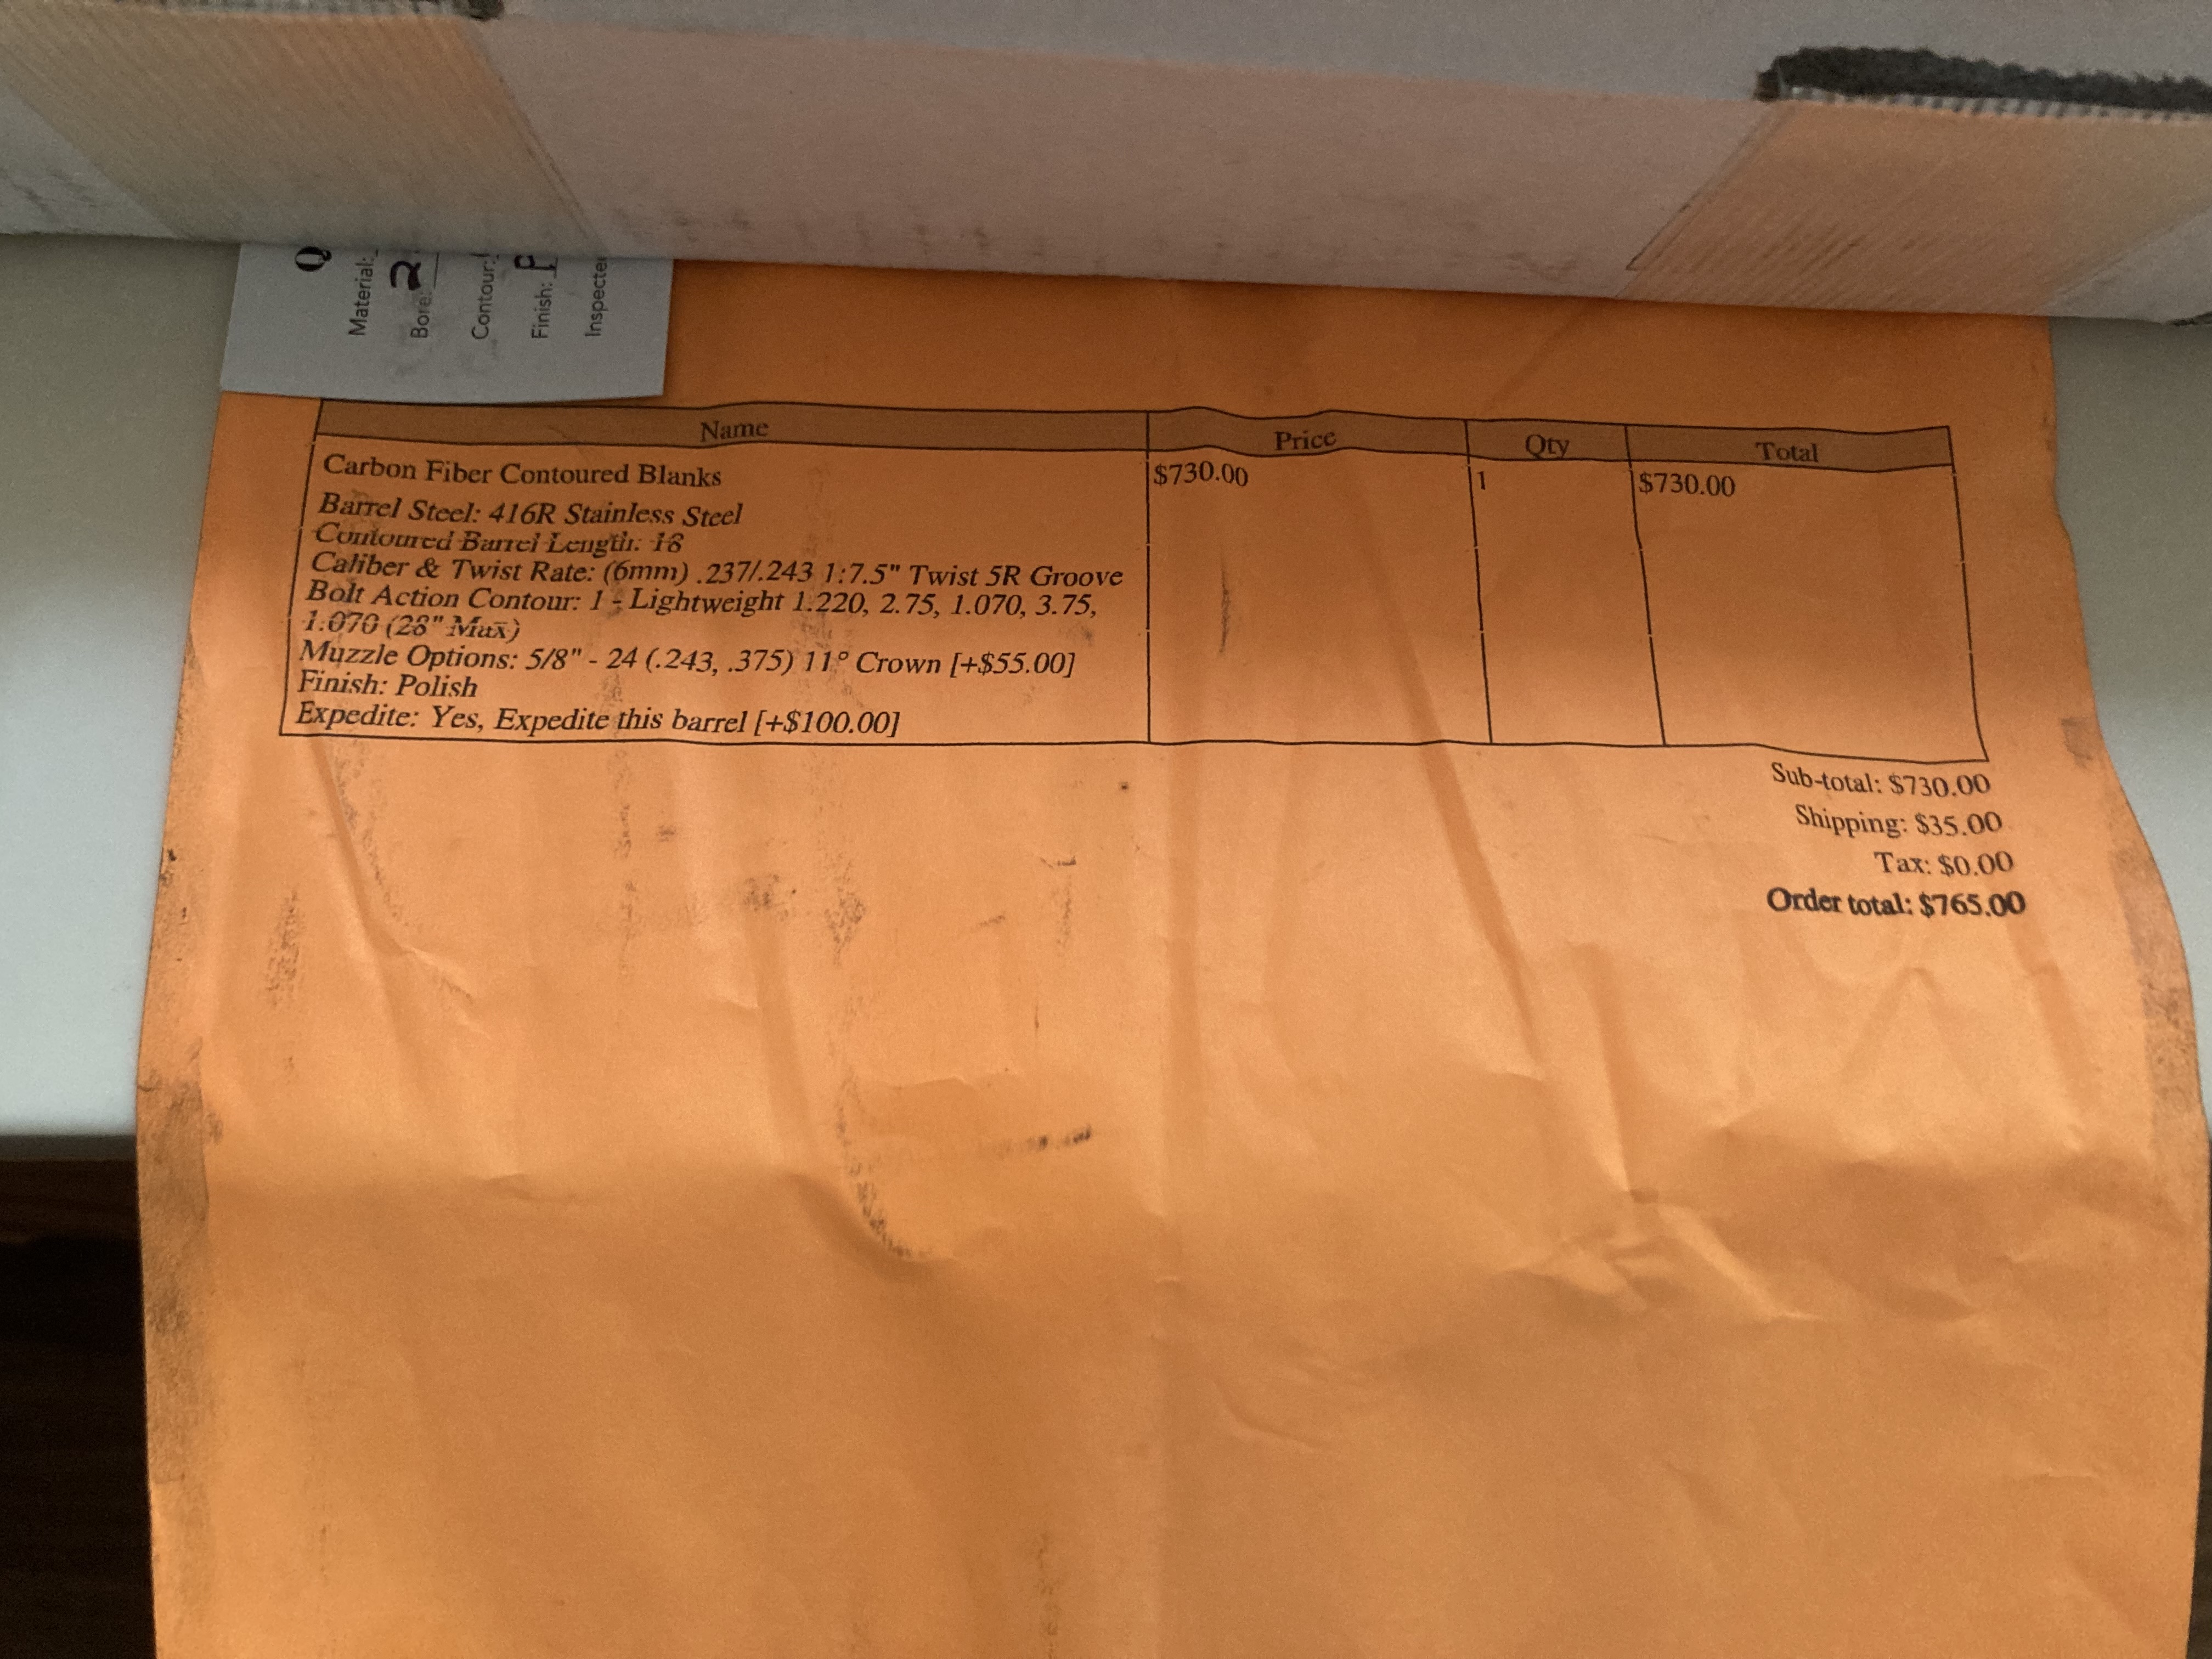 Q
Material:
Bore: 2
Contour:
Finish: P
Inspecte
Name Price Qty Total
Carbon Fiber Contoured Blanks $730.00 1 $730.00
Barrel Steel: 416R Stainless Steel
Contoured Barrel Length: 18
Caliber & Twist Rate: (6mm) .237/.243 1:7.5" Twist 5R Groove
Bolt Action Contour: 1 - Lightweight 1.220, 2.75, 1.070, 3.75,
1.070 (28" Max)
Muzzle Options: 5/8" - 24 (.243, .375) 11° Crown [+$55.00]
Finish: Polish
Expedite: Yes, Expedite this barrel [+$100.00]
Sub-total: $730.00
Shipping: $35.00
Tax: $0.00
Order total: $765.00